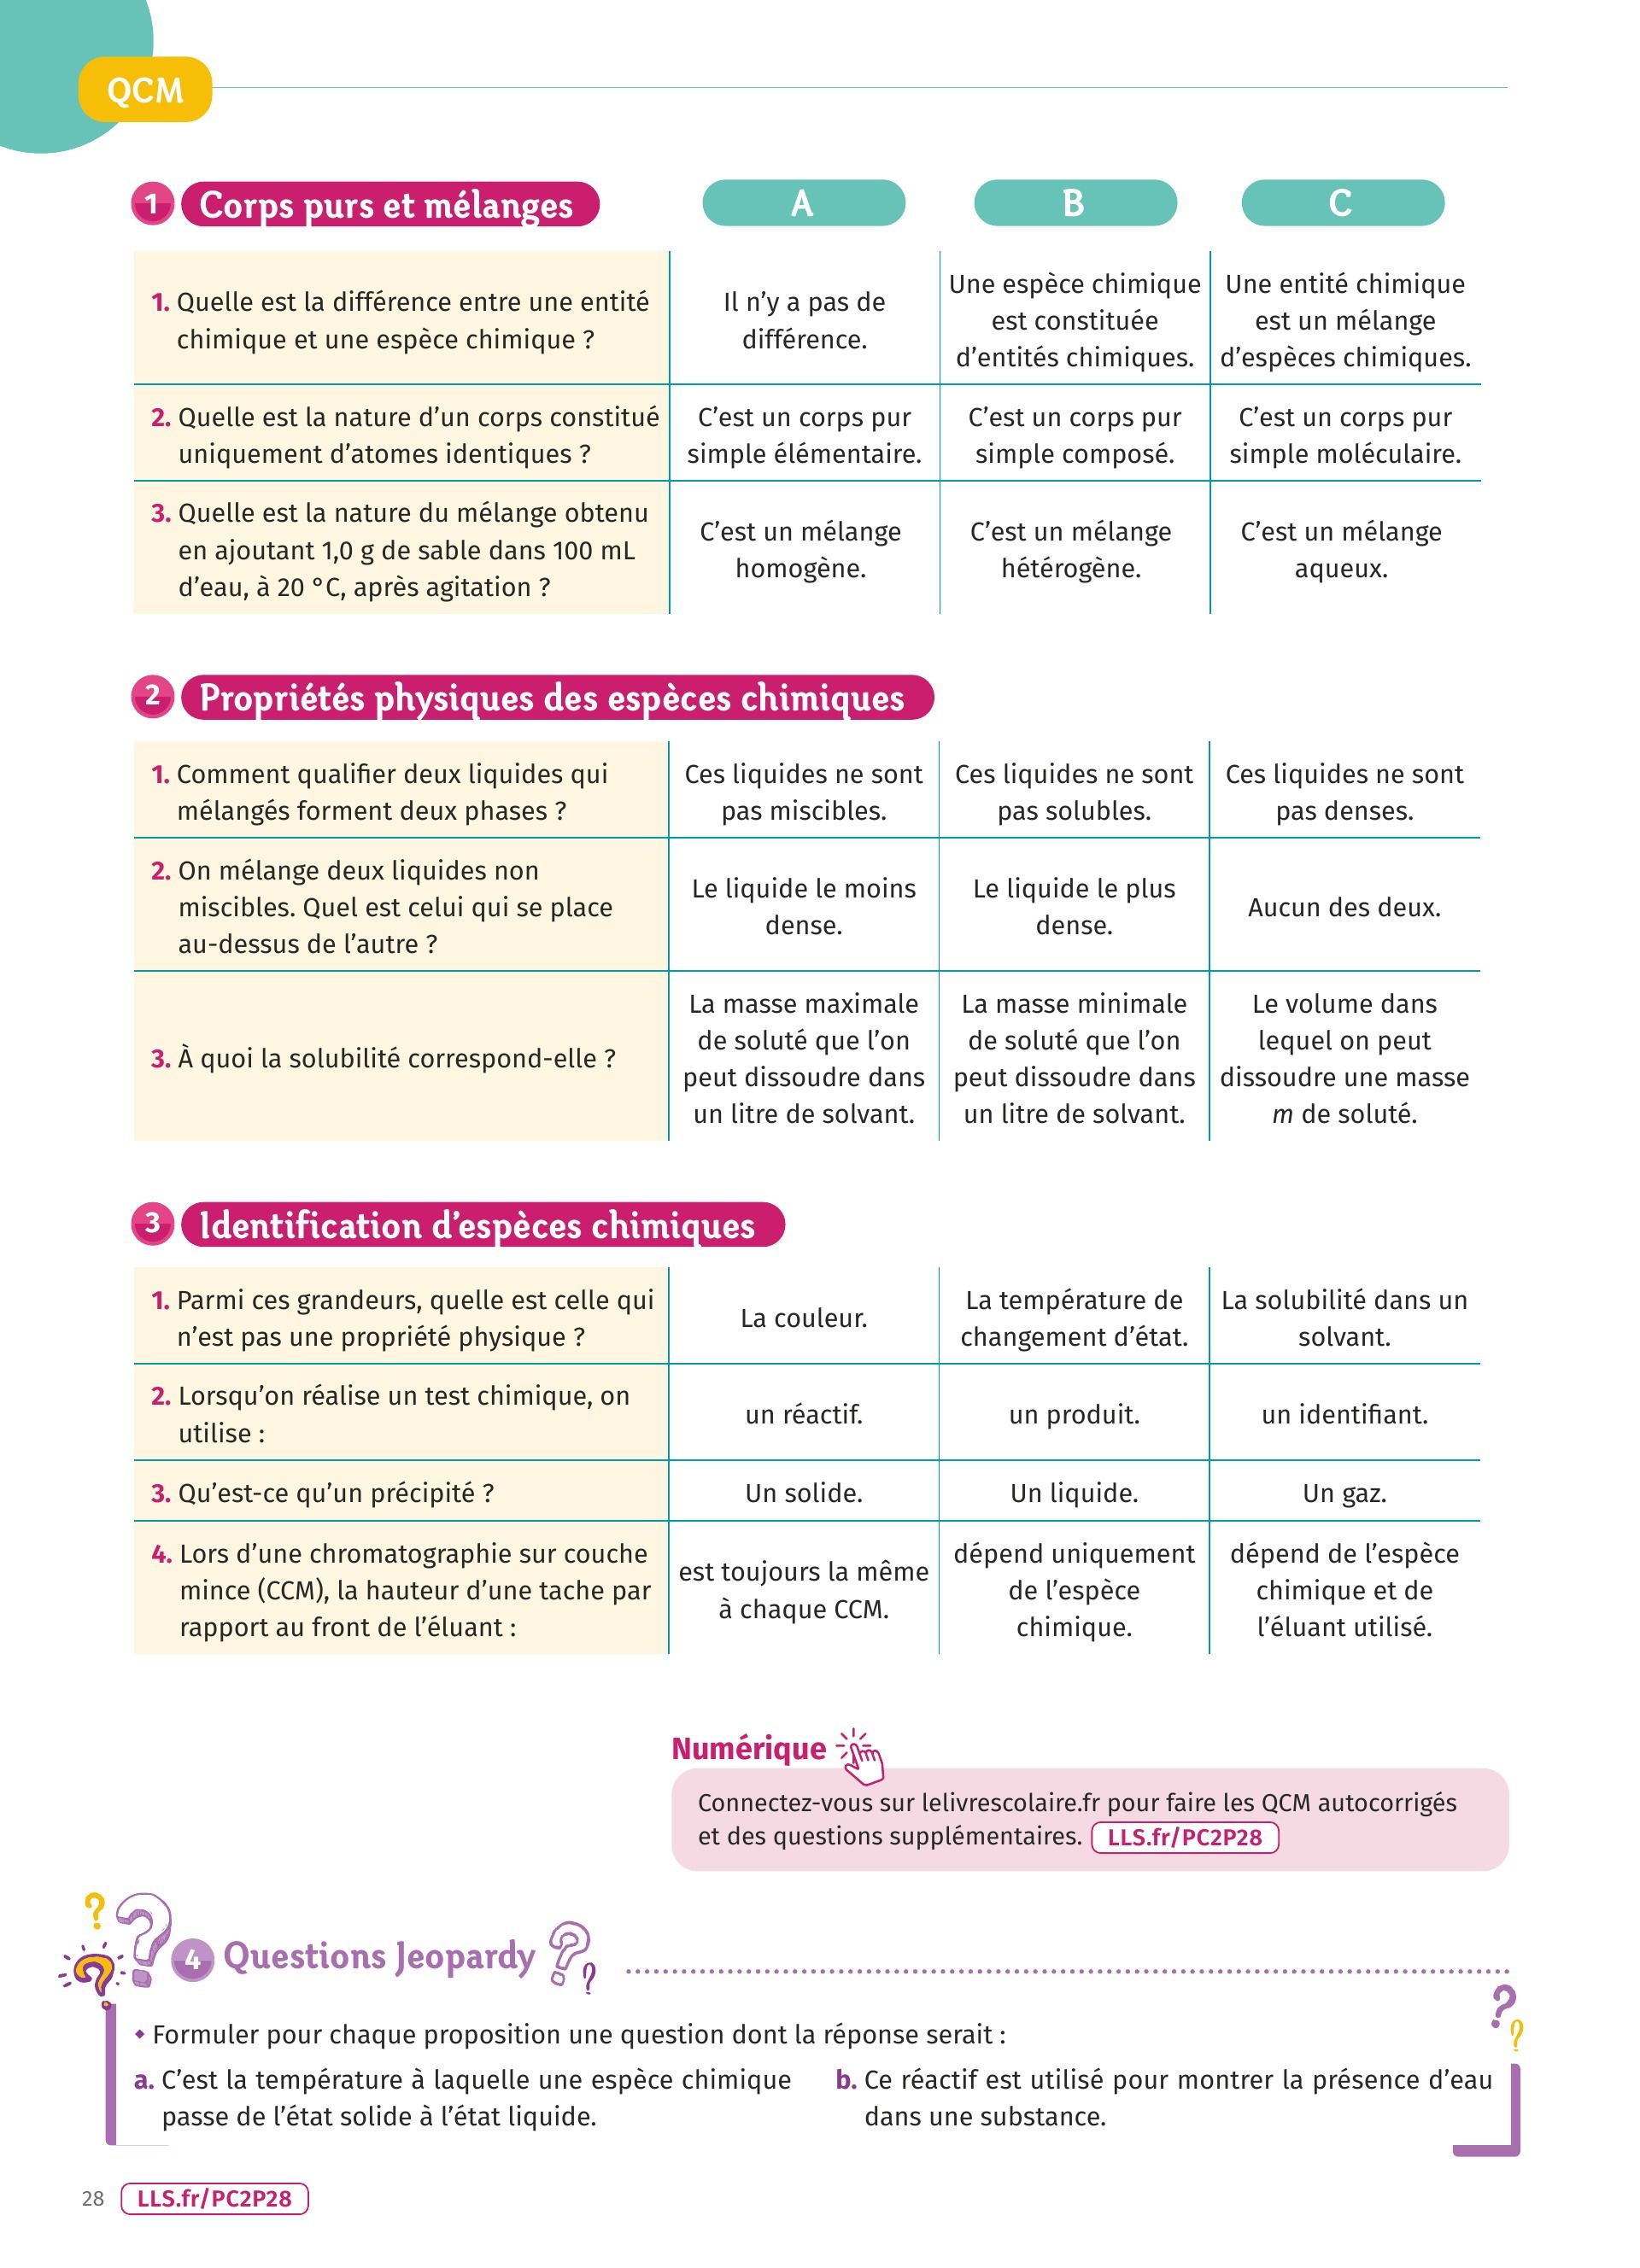 QCM
1 Corps purs et mélanges
A
B
C
1. Quelle est la différence entre une entité
chimique et une espèce chimique ?
Il n’y a pas de
différence.
Une espèce chimique
est constituée
d’entités chimiques.
Une entité chimique
est un mélange
d’espèces chimiques.
2. Quelle est la nature d’un corps constitué
uniquement d’atomes identiques ?
C’est un corps pur
simple élémentaire.
C’est un corps pur
simple composé.
C’est un corps pur
simple moléculaire.
3. Quelle est la nature du mélange obtenu
en ajoutant 1,0 g de sable dans 100 mL
d’eau, à 20 °C, après agitation ?
C’est un mélange
homogène.
C’est un mélange
hétérogène.
C’est un mélange
aqueux.
2 Propriétés physiques des espèces chimiques
1. Comment qualifier deux liquides qui
mélangés forment deux phases ?
Ces liquides ne sont
pas miscibles.
Ces liquides ne sont
pas solubles.
Ces liquides ne sont
pas denses.
2. On mélange deux liquides non
miscibles. Quel est celui qui se place
au-dessus de l’autre ?
Le liquide le moins
dense.
Le liquide le plus
dense.
Aucun des deux.
3. À quoi la solubilité correspond-elle ?
La masse maximale
de soluté que l’on
peut dissoudre dans
un litre de solvant.
La masse minimale
de soluté que l’on
peut dissoudre dans
un litre de solvant.
Le volume dans
lequel on peut
dissoudre une masse
m de soluté.
3 Identification d’espèces chimiques
1. Parmi ces grandeurs, quelle est celle qui
n’est pas une propriété physique ?
La couleur.
La température de
changement d’état.
La solubilité dans un
solvant.
2. Lorsqu’on réalise un test chimique, on
utilise :
un réactif.
un produit.
un identifiant.
3. Qu’est-ce qu’un précipité ?
Un solide.
Un liquide.
Un gaz.
4. Lors d’une chromatographie sur couche
mince (CCM), la hauteur d’une tache par
rapport au front de l’éluant :
est toujours la même
à chaque CCM.
dépend uniquement
de l’espèce
chimique.
dépend de l’espèce
chimique et de
l’éluant utilisé.
Numérique
Connectez-vous sur lelivrescolaire.fr pour faire les QCM autocorrigés
et des questions supplémentaires. LLS.fr/PC2P28
4 Questions Jeopardy
Formuler pour chaque proposition une question dont la réponse serait :
a. C’est la température à laquelle une espèce chimique
passe de l’état solide à l’état liquide.
b. Ce réactif est utilisé pour montrer la présence d’eau
dans une substance.
28 LLS.fr/PC2P28